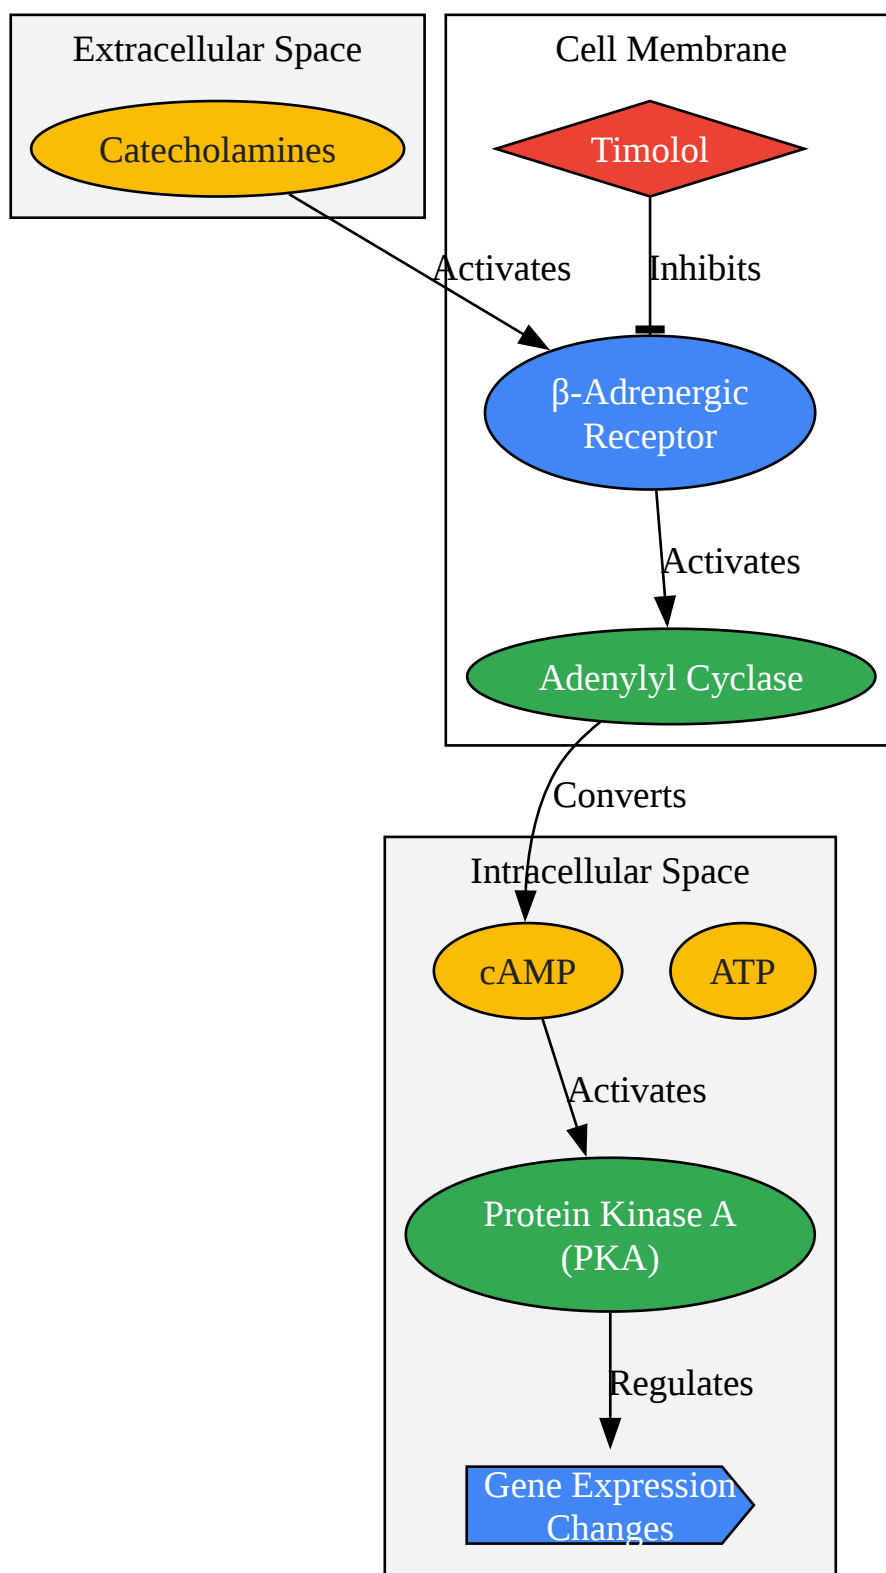 Extracellular Space
Cell Membrane
Catecholamines
Timolol
Activates
Inhibits
β-Adrenergic
Receptor
Activates
Adenylyl Cyclase
Converts
Intracellular Space
cAMP
ATP
Activates
Protein Kinase A
(PKA)
Regulates
Gene Expression
Changes